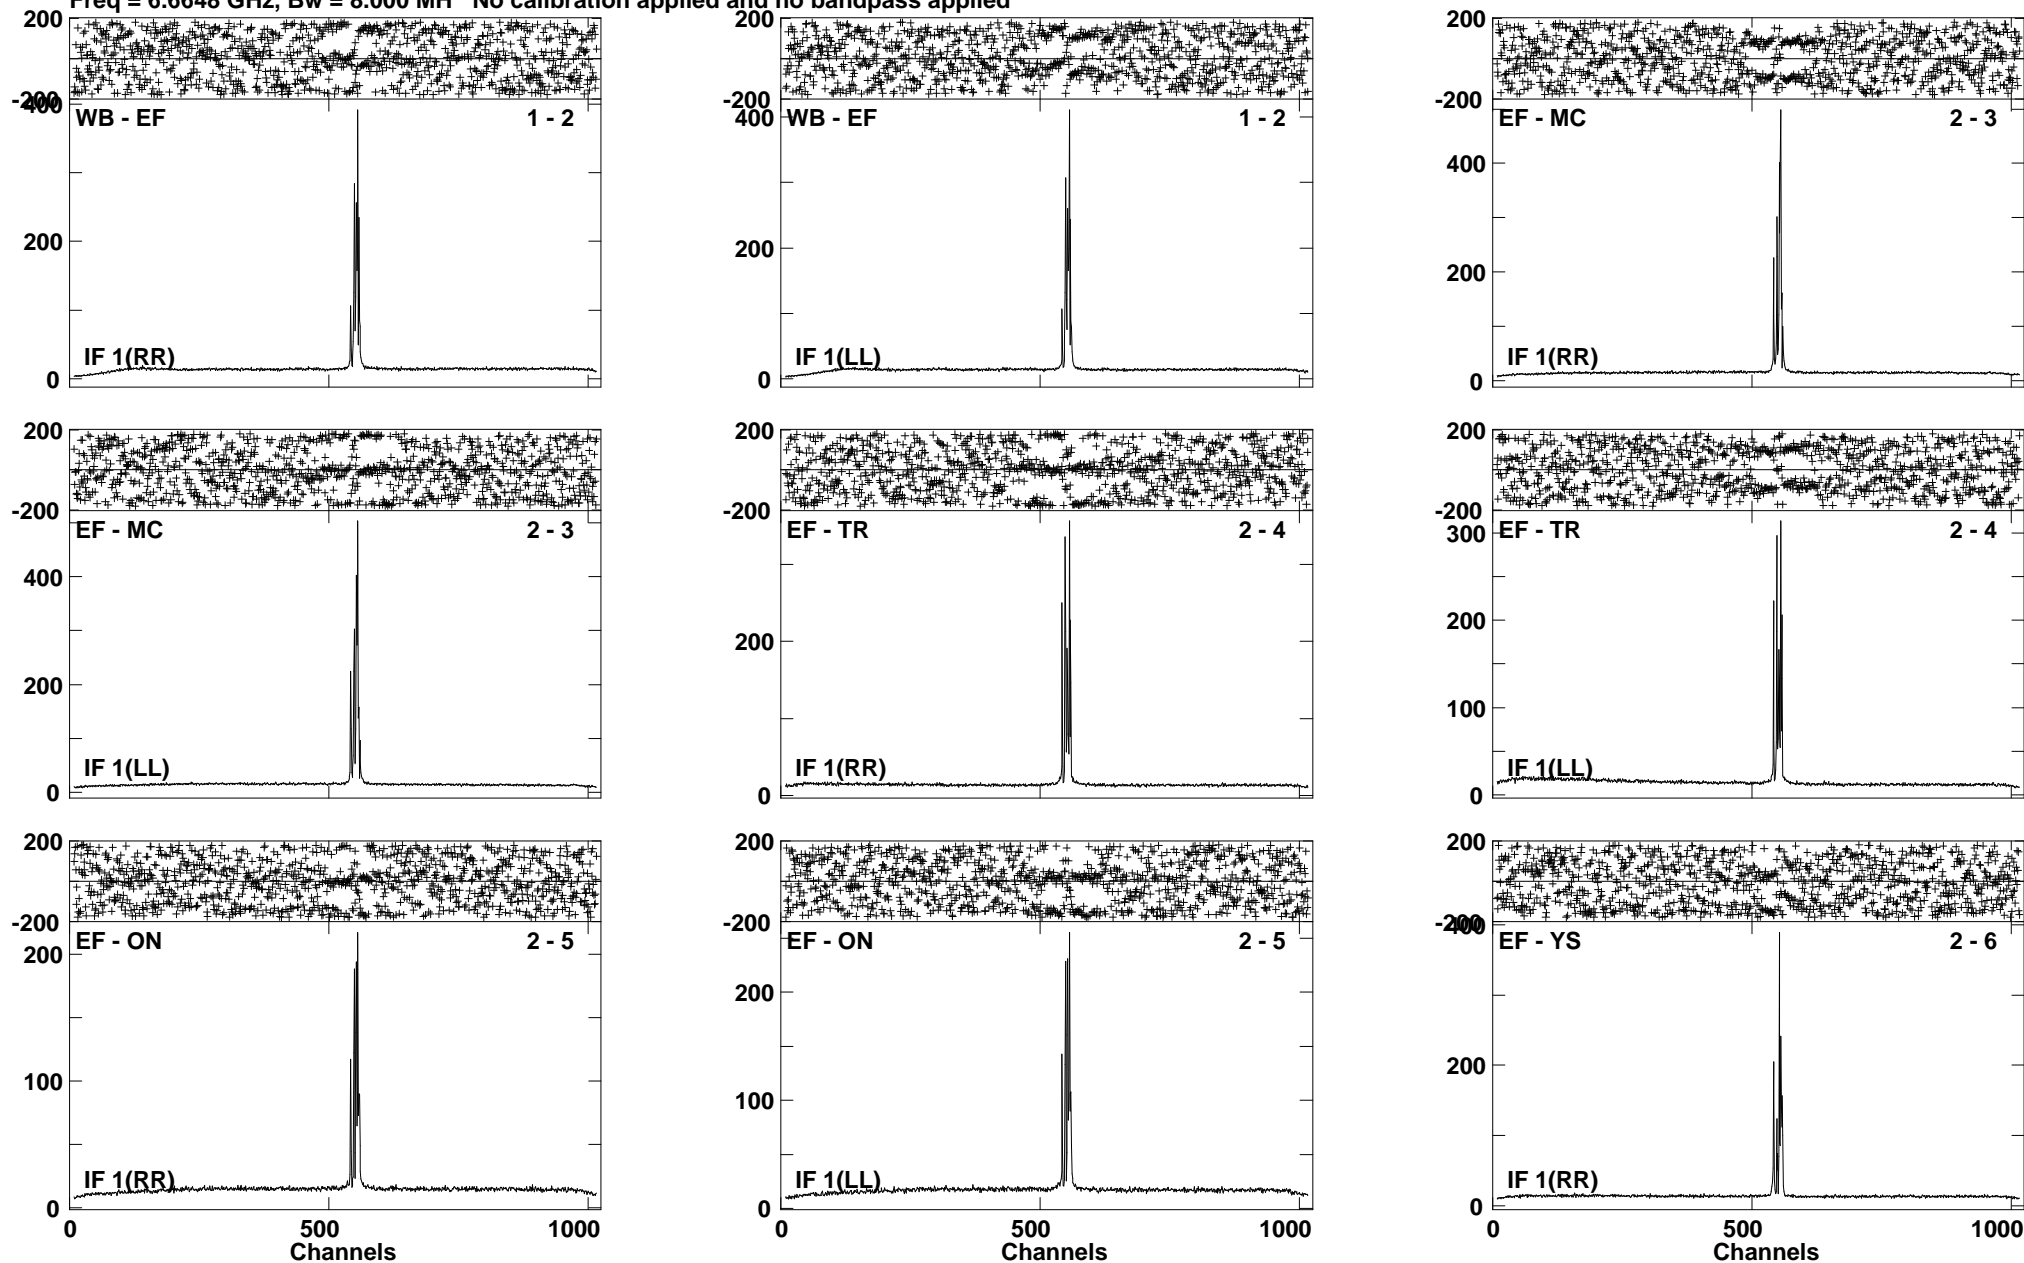 Freq = 6.6648 GHz, Bw = 8.000 MH No calibration applied and no bandpass applied
200
-200
400
200
0
WB - EF
1 - 2
IF 1(RR)
200
-200
400
200
0
WB - EF
1 - 2
IF 1(LL)
200
-200
400
200
0
EF - MC
2 - 3
IF 1(RR)
200
-200
400
200
0
EF - MC
2 - 3
IF 1(LL)
200
-200
200
0
EF - TR
2 - 4
IF 1(RR)
200
-200
300
200
100
0
EF - TR
2 - 4
IF 1(LL)
200
-200
200
100
0
EF - ON
2 - 5
IF 1(RR)
0 500 1000
Channels
200
-200
200
100
0
EF - ON
2 - 5
IF 1(LL)
0 500 1000
Channels
200
-200
400
200
0
EF - YS
2 - 6
IF 1(RR)
0 500 1000
Channels